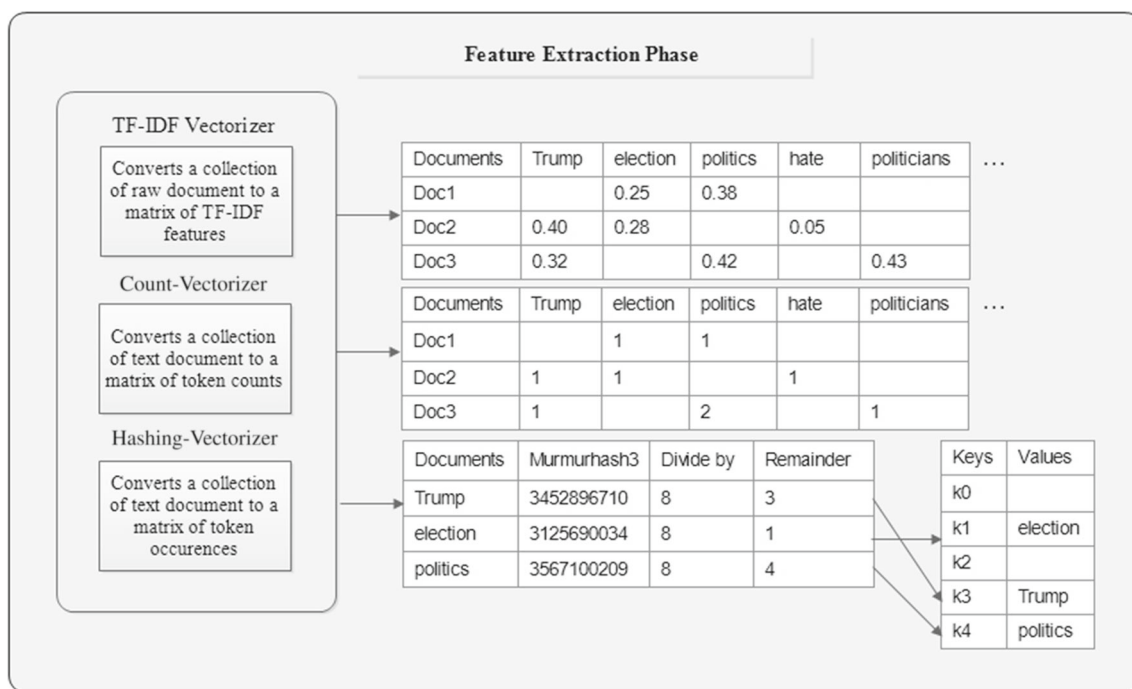 Feature Extraction Phase
TF-IDF Vectorizer
Converts a collection
of raw document to a
matrix of TF-IDF
features
Count-Vectorizer
Converts a collection
of text document to a
matrix of token counts
Hashing-Vectorizer
Converts a collection
of text document to a
matrix of token
occurences
Documents Trump election politics hate politicians ...
Doc1 0.25 0.38
Doc2 0.40 0.28 0.05
Doc3 0.32 0.42 0.43
Documents Trump election politics hate politicians ...
Doc1 1 1
Doc2 1 1 1
Doc3 1 2 1
Documents Murmurhash3 Divide by Remainder
Trump 3452896710 8 3
election 3125690034 8 1
politics 3567100209 8 4
Keys Values
k0
k1 election
k2
k3 Trump
k4 politics